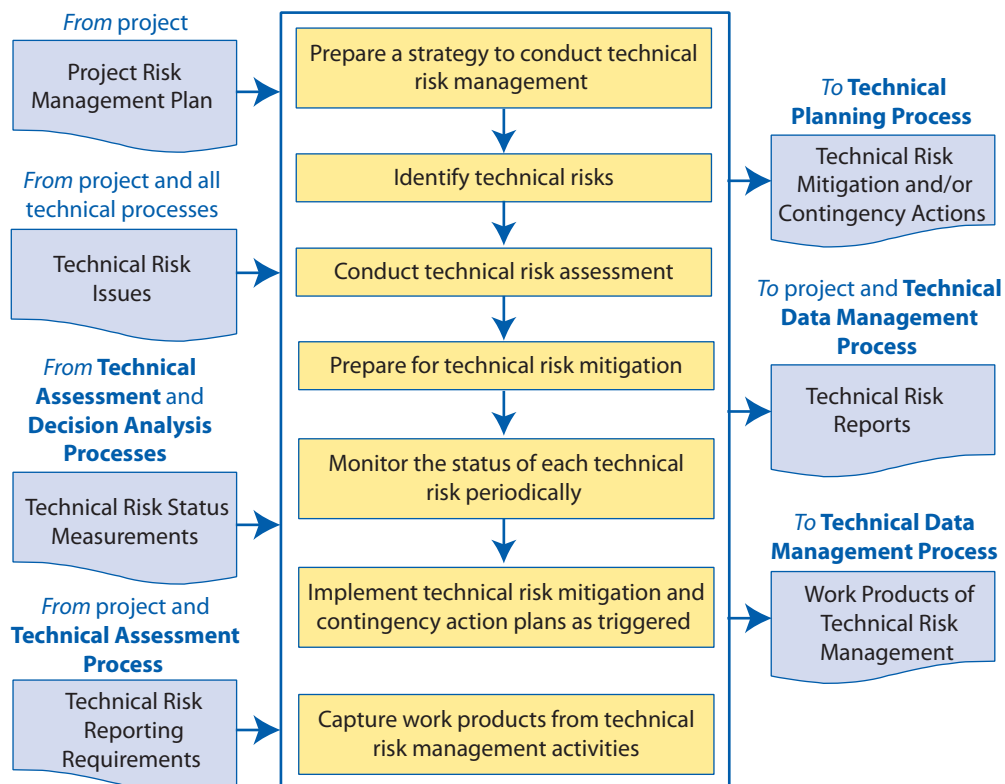 From project
Project Risk
Management Plan
From project and all
technical processes
Technical Risk
Issues
From Technical
Assessment and
Decision Analysis
Processes
Technical Risk Status
Measurements
From project and
Technical Assessment
Process
Technical Risk
Reporting
Requirements
Prepare a strategy to conduct technical
risk management
Identify technical risks
Conduct technical risk assessment
Prepare for technical risk mitigation
Monitor the status of each technical
risk periodically
Implement technical risk mitigation and
contingency action plans as triggered
Capture work products from technical
risk management activities
To Technical
Planning Process
Technical Risk
Mitigation and/or
Contingency Actions
To project and Technical
Data Management
Process
Technical Risk
Reports
To Technical Data
Management Process
Work Products of
Technical Risk
Management